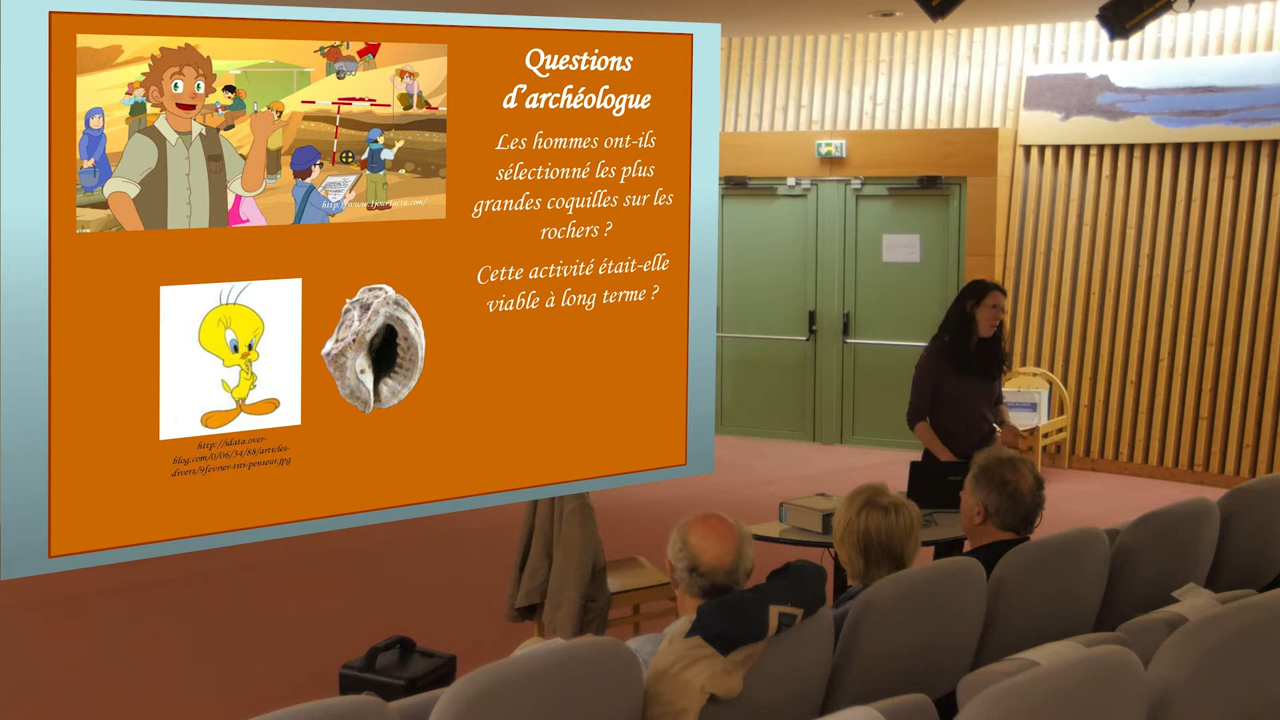 Questions
d'archéologue
Les hommes ont-ils
sélectionné les plus
grandes coquilles sur les
rochers ?
Cette activité était-elle
viable à long terme ?
http://www.1jour1actu.com/
http://idata.over-
blog.com/0/06/34/88/articles-
divers/9fevrier-titi-penseur.jpg